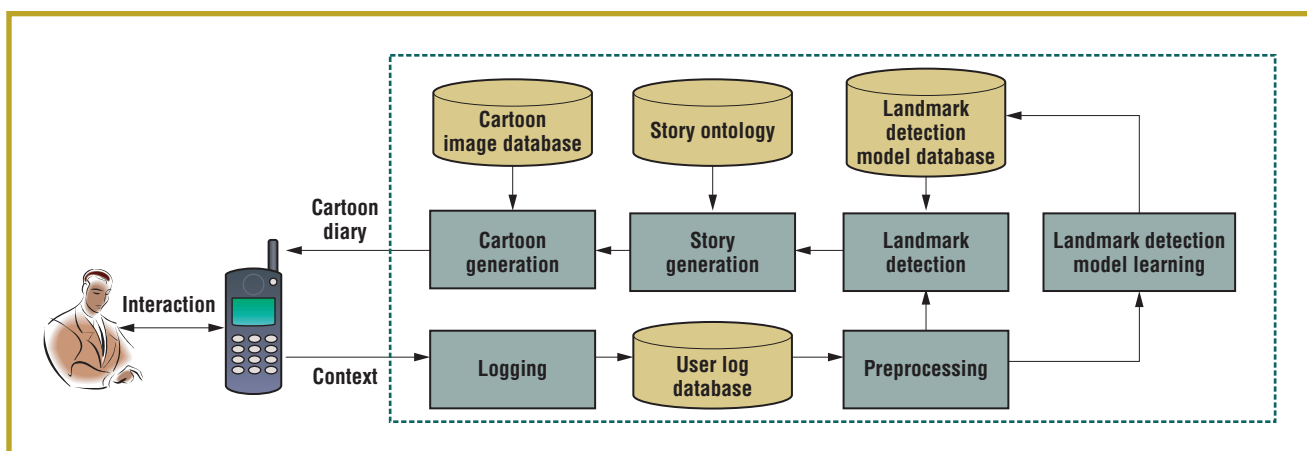 Cartoon
image database
Story ontology
Landmark
detection
model database
Cartoon
diary
Cartoon
generation
Story
generation
Landmark
detection
Landmark detection
model learning
Interaction
Context
Logging
User log
database
Preprocessing